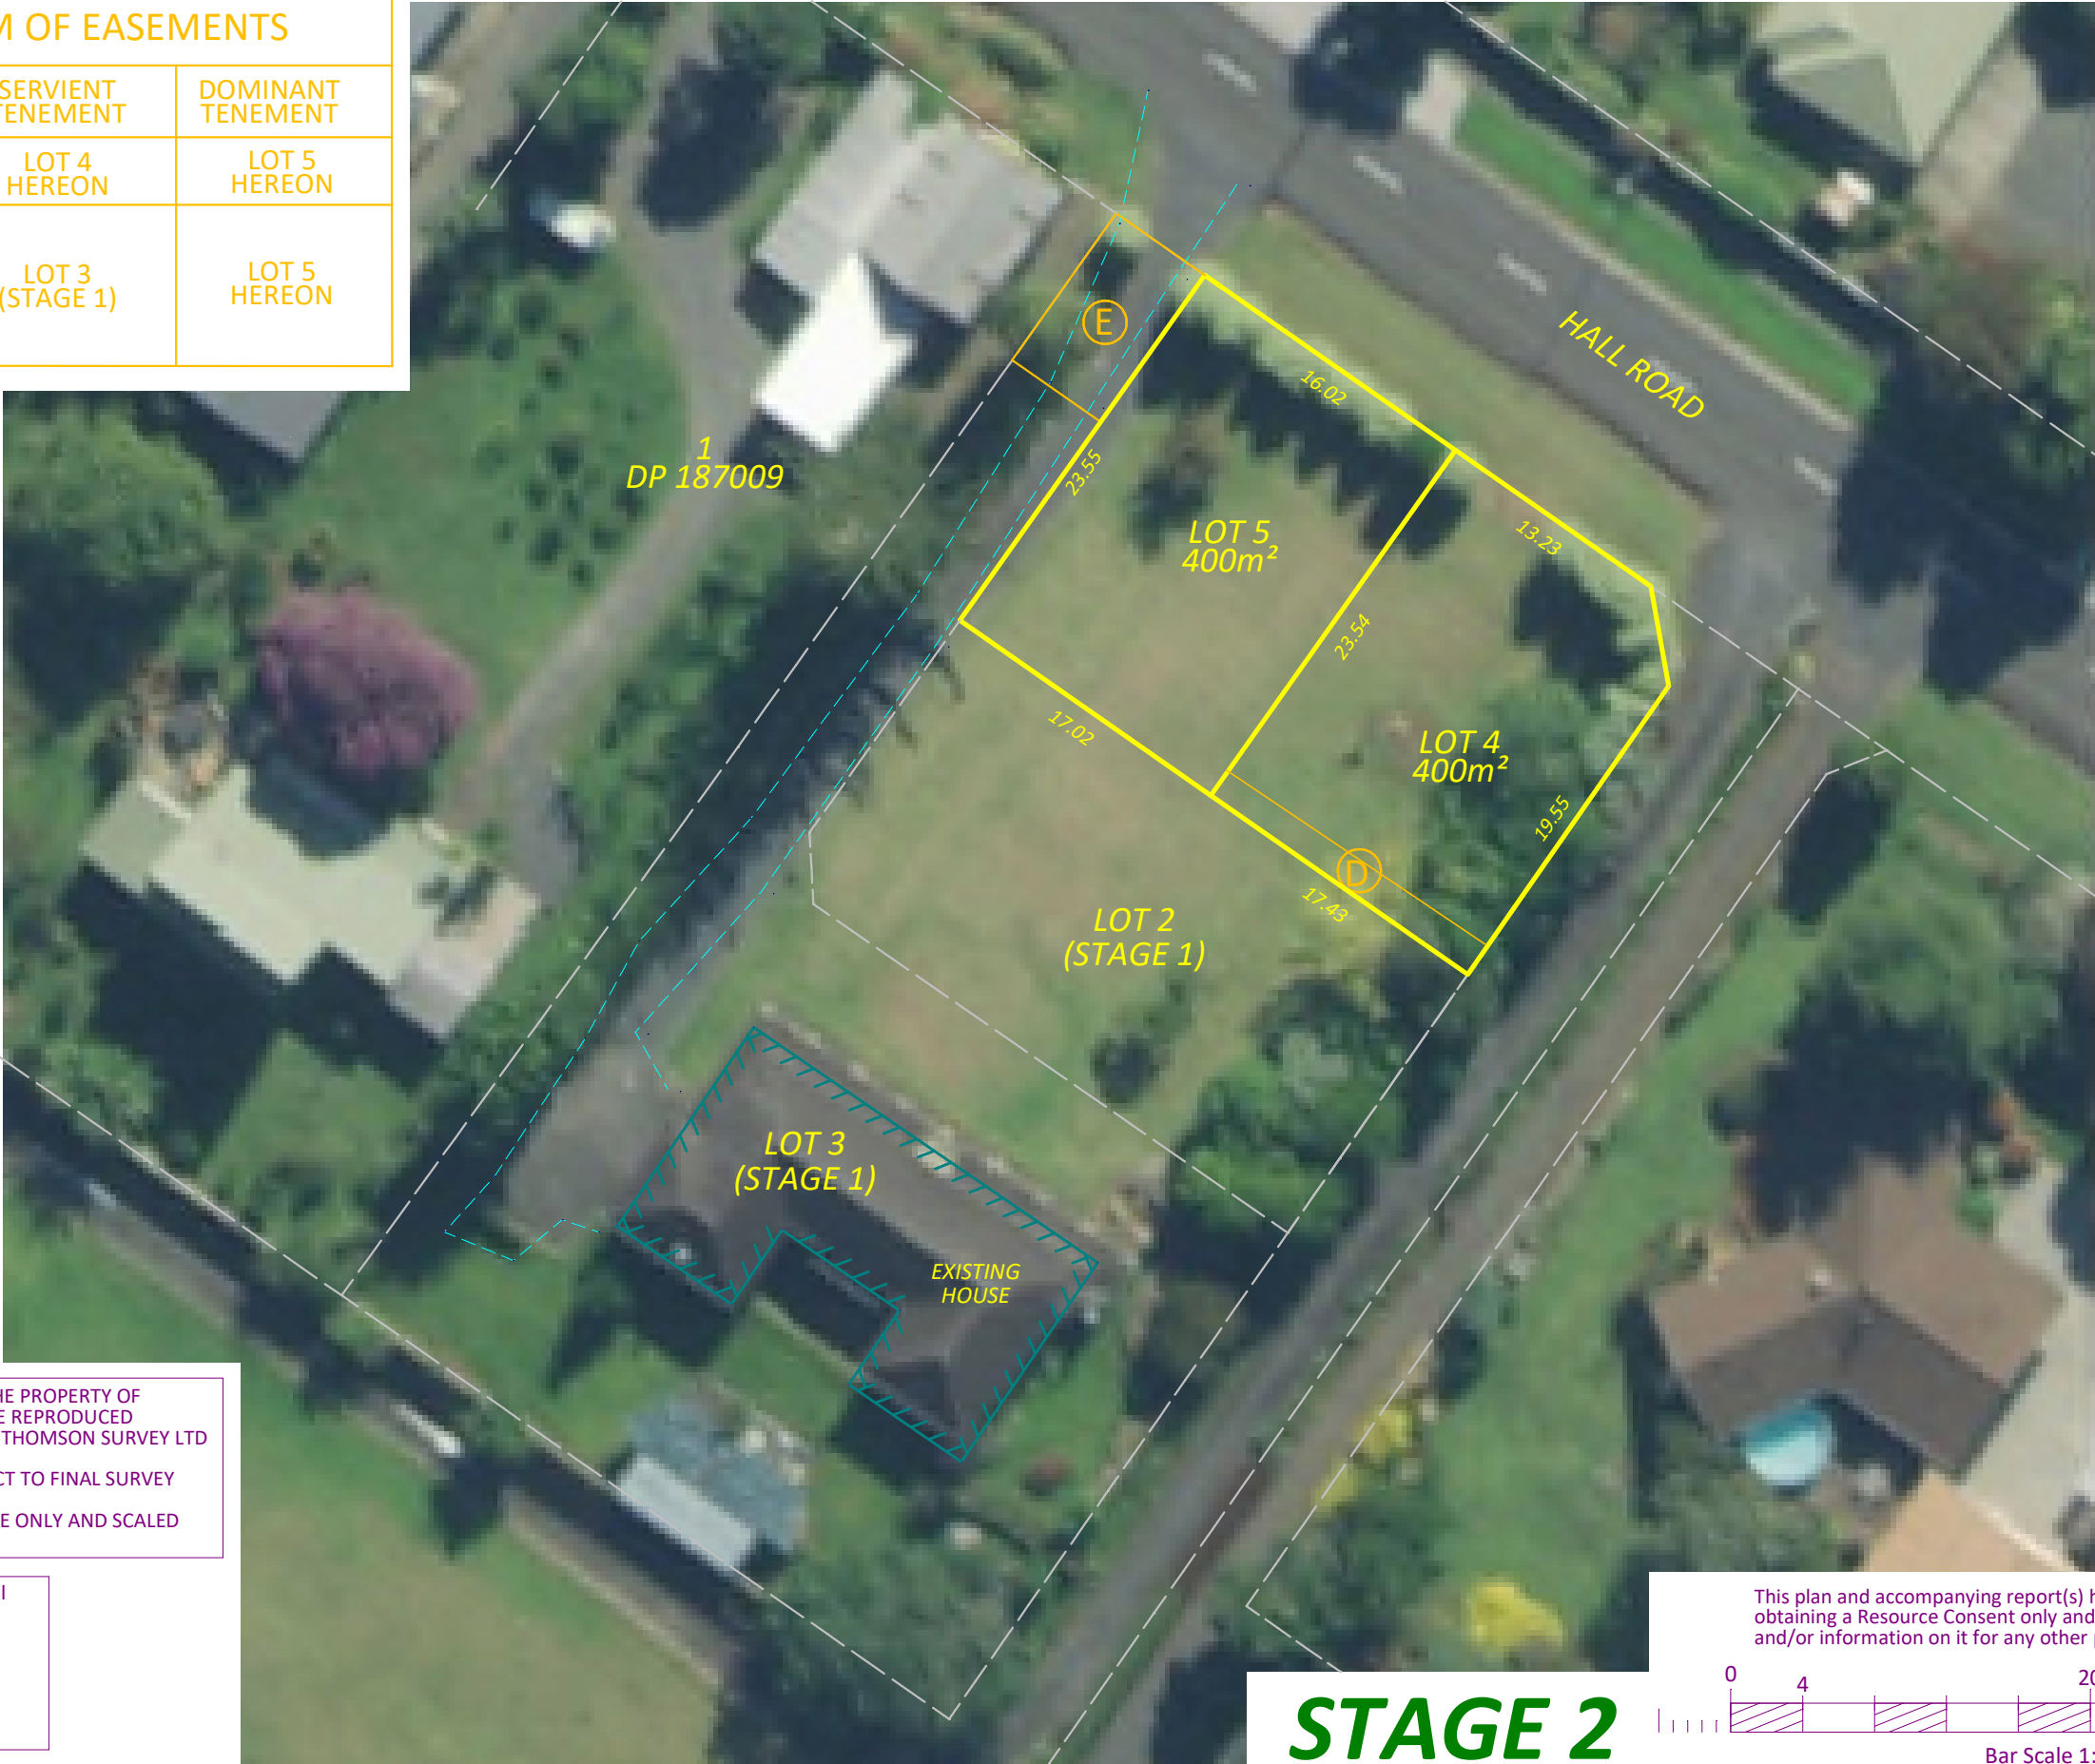 M OF EASEMENTS
SERVIENT
TENEMENT
DOMINANT
TENEMENT
LOT 4
HEREON
LOT 5
HEREON
LOT 3
(STAGE 1)
LOT 5
HEREON
E
HALL ROAD
16.02
1
DP 187009
23.55
LOT 5
400m²
13.23
23.54
17.02
LOT 4
400m²
19.55
D
17.43
LOT 2
(STAGE 1)
LOT 3
(STAGE 1)
EXISTING
HOUSE
HE PROPERTY OF
E REPRODUCED
THOMSON SURVEY LTD
CT TO FINAL SURVEY
E ONLY AND SCALED
This plan and accompanying report(s) h
obtaining a Resource Consent only and
and/or information on it for any other
0 4 20
STAGE 2
Bar Scale 1: